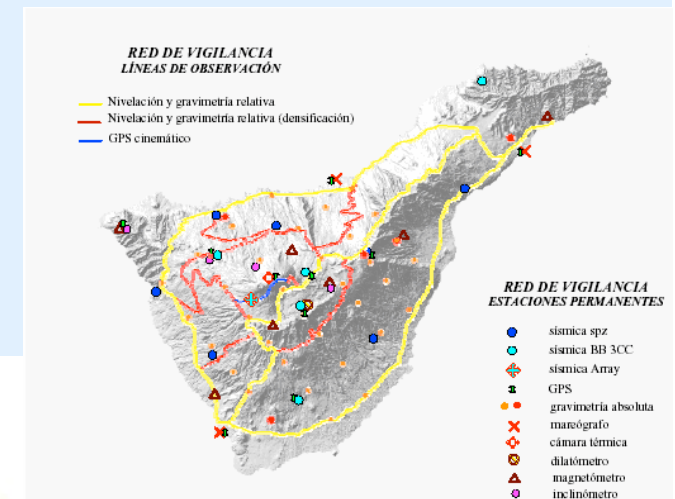 RED DE VIGILANCIA
LÍNEAS DE OBSERVACIÓN
Nivelación y gravimetría relativa
Nivelación y gravimetría relativa (densificación)
GPS cinemático
RED DE VIGILANCIA
ESTACIONES PERMANENTES
sísmica spz
sísmica BB 3CC
sísmica Array
GPS
gravimetría absoluta
mareógrafo
cámara térmica
dilatómetro
magnetómetro
inclinómetro